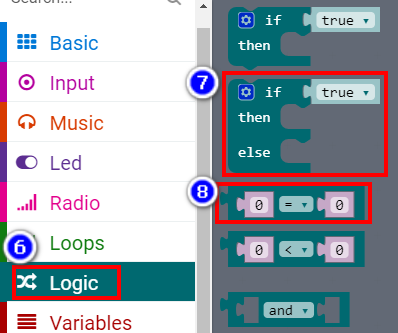 Search...
Basic
Input
Music
Led
Radio
6
Loops
Logic
Variables
if true
then
7
if true
then
else
8
0 = 0
0 < 0
and